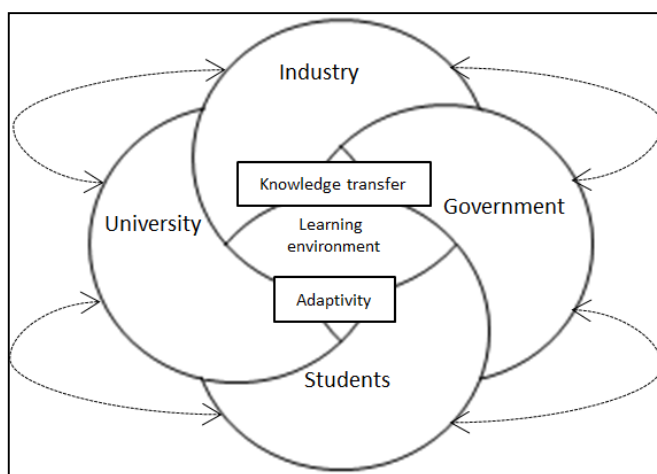 Industry
Knowledge transfer
University
Government
Learning
environment
Adaptivity
Students